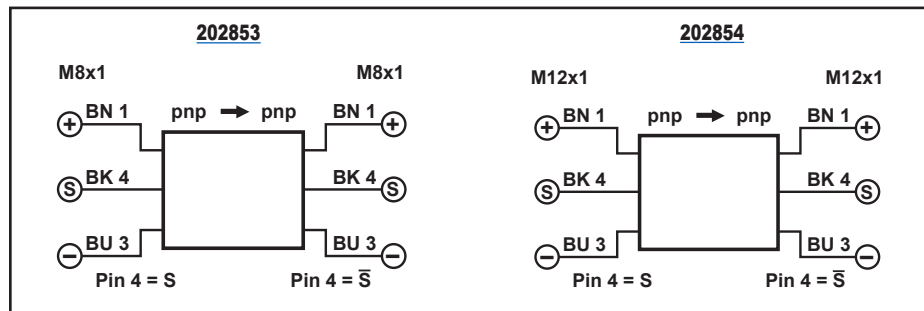 202853
M8x1 M8x1
pnp → pnp
+ BN 1 BN 1 +
S BK 4 BK 4 S
− BU 3 BU 3 −
Pin 4 = S Pin 4 = S̅
202854
M12x1 M12x1
pnp → pnp
+ BN 1 BN 1 +
S BK 4 BK 4 S
− BU 3 BU 3 −
Pin 4 = S Pin 4 = S̅